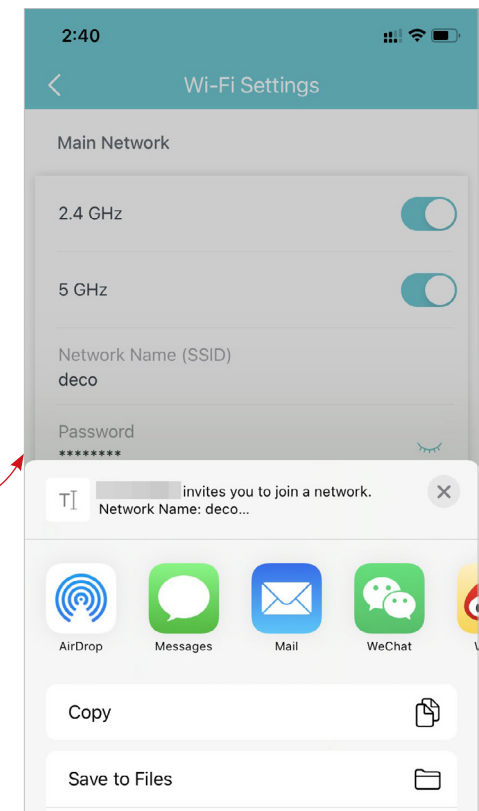 2:40
Wi-Fi Settings
Main Network
2.4 GHz
5 GHz
Network Name (SSID)
deco
Password
********
invites you to join a network.
Network Name: deco...
AirDrop
Messages
Mail
WeChat
Copy
Save to Files